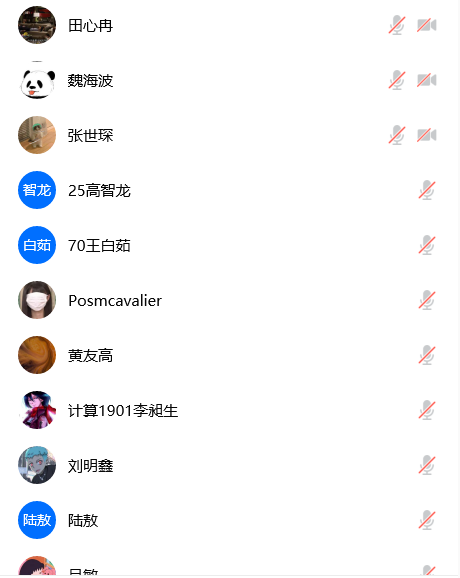 田心冉
魏海波
张世琛
智龙 25高智龙
白茹 70王白茹
Posmcavalier
黄友高
计算1901李昶生
刘明鑫
陆敖 陆敖